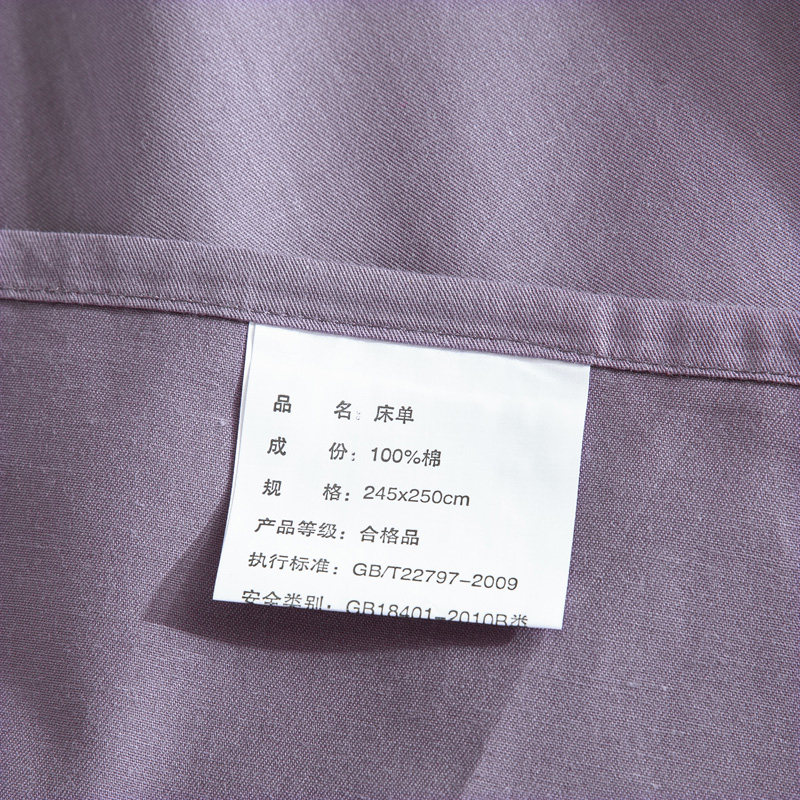 品 名: 床单
成 份: 100%棉
规 格: 245x250cm
产品等级: 合格品
执行标准: GB/T22797-2009
安全类别: GB18401-2010B类